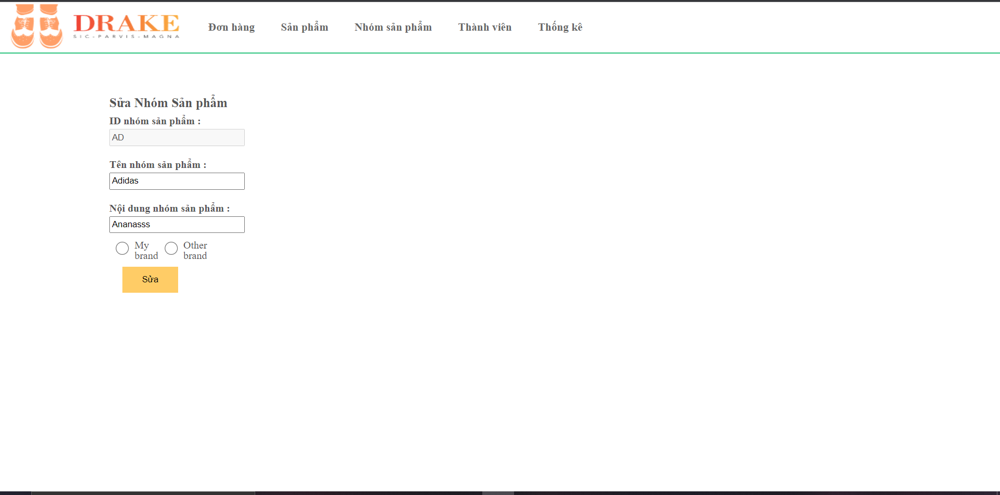 DRAKE
SIC-PARVIS-MAGNA
Đơn hàng Sản phẩm Nhóm sản phẩm Thành viên Thống kê
Sửa Nhóm Sản phẩm
ID nhóm sản phẩm :
AD
Tên nhóm sản phẩm :
Adidas
Nội dung nhóm sản phẩm :
Ananasss
My brand
Other brand
Sửa